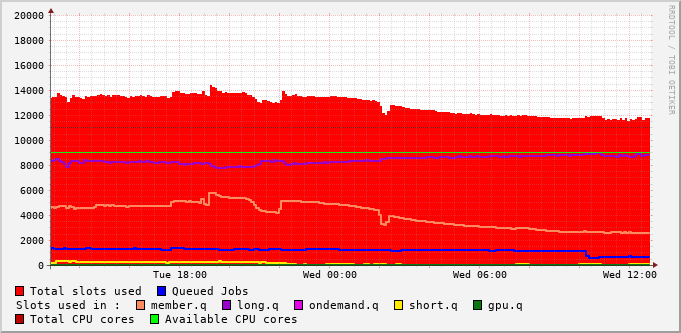 20000
18000
16000
14000
12000
10000
8000
6000
4000
2000
0
Tue 18:00 Wed 00:00 Wed 06:00 Wed 12:00
RRDTOOL / TOBI OETIKER
Total slots used Queued Jobs
Slots used in : member.q long.q ondemand.q short.q gpu.q
Total CPU cores Available CPU cores